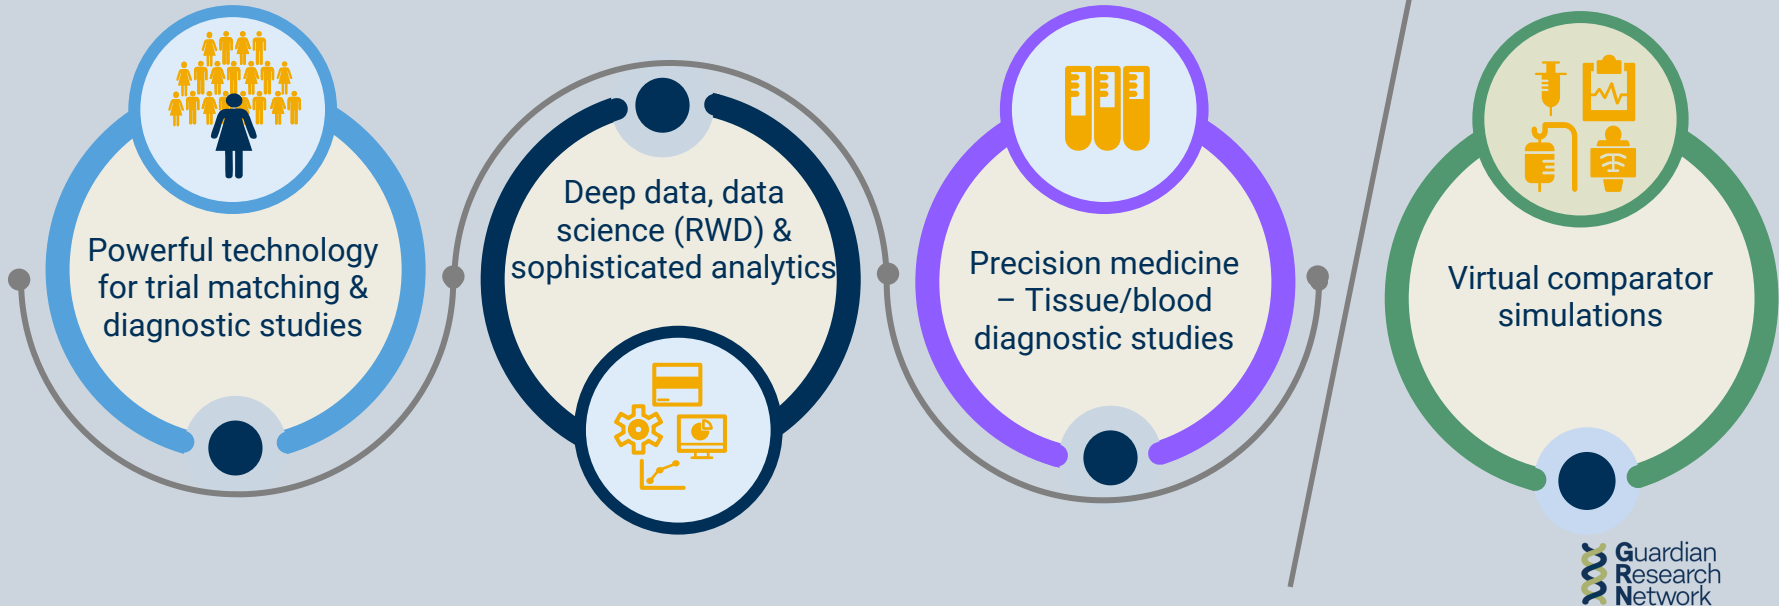 Powerful technology
for trial matching &
diagnostic studies
Deep data, data
science (RWD) &
sophisticated analytics
Precision medicine
– Tissue/blood
diagnostic studies
Virtual comparator
simulations
Guardian
Research
Network